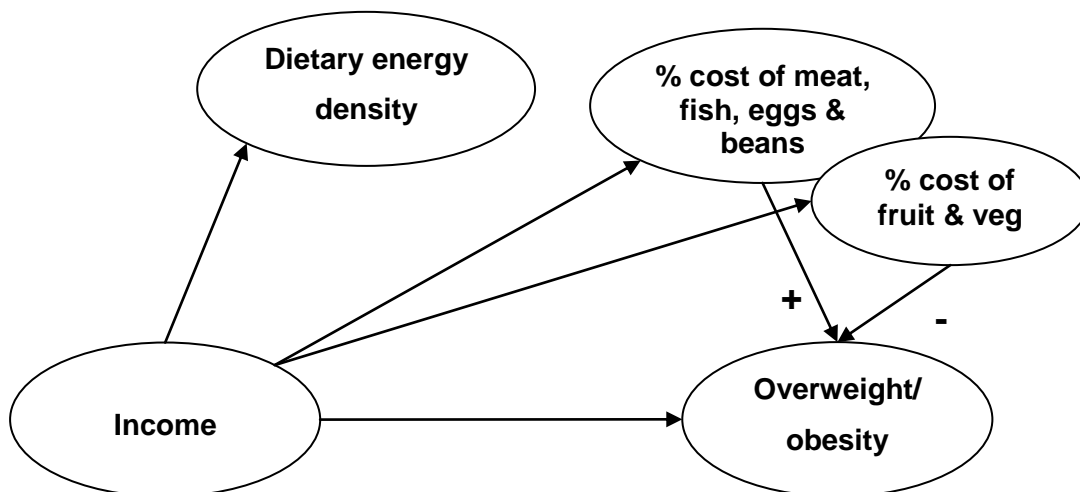 Dietary energy
density
% cost of meat,
fish, eggs &
beans
% cost of
fruit & veg
+
-
Income
Overweight/
obesity